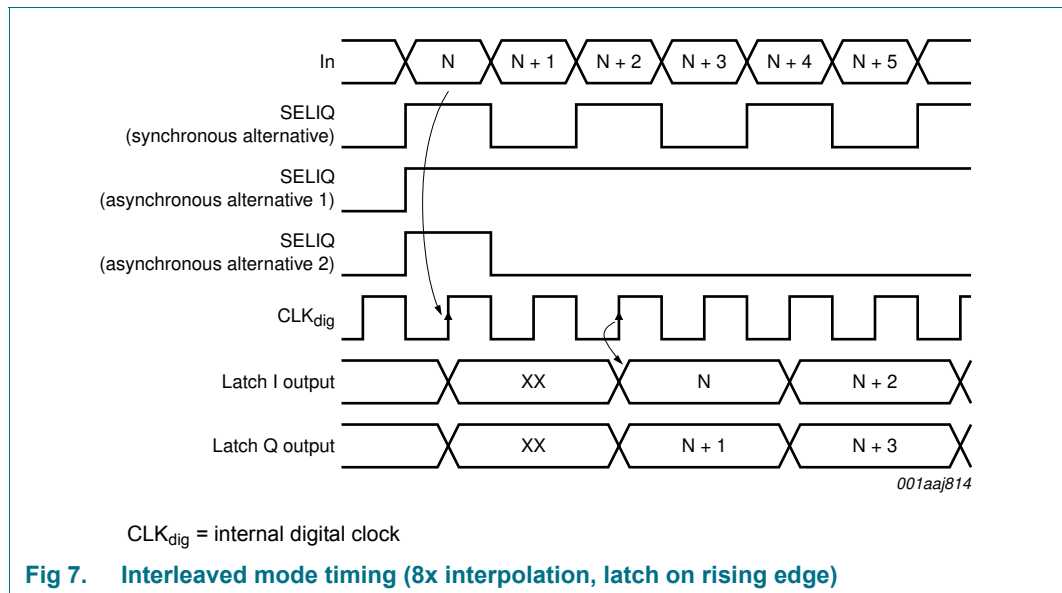 In N N + 1 N + 2 N + 3 N + 4 N + 5
SELIQ
(synchronous alternative)
SELIQ
(asynchronous alternative 1)
SELIQ
(asynchronous alternative 2)
CLKdig
Latch I output XX N N + 2
Latch Q output XX N + 1 N + 3
001aaj814
CLKdig = internal digital clock
Fig 7. Interleaved mode timing (8x interpolation, latch on rising edge)